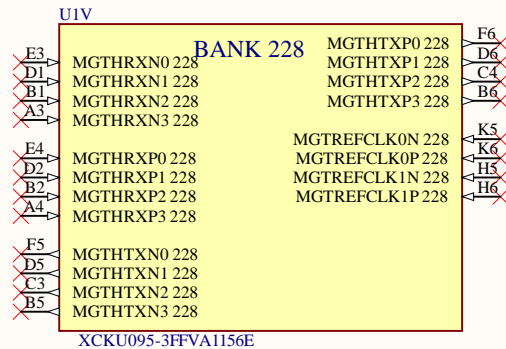 U1V
BANK 228
E3 MGTHRXN0 228
D1 MGTHRXN1 228
B1 MGTHRXN2 228
A3 MGTHRXN3 228
E4 MGTHRXP0 228
D2 MGTHRXP1 228
B2 MGTHRXP2 228
A4 MGTHRXP3 228
F5 MGTHTXN0 228
D5 MGTHTXN1 228
C3 MGTHTXN2 228
B5 MGTHTXN3 228
MGTHTXP0 228 F6
MGTHTXP1 228 D6
MGTHTXP2 228 C4
MGTHTXP3 228 B6
MGTREFCLK0N 228 K5
MGTREFCLK0P 228 K6
MGTREFCLK1N 228 H5
MGTREFCLK1P 228 H6
XCKU095-3FFVA1156E